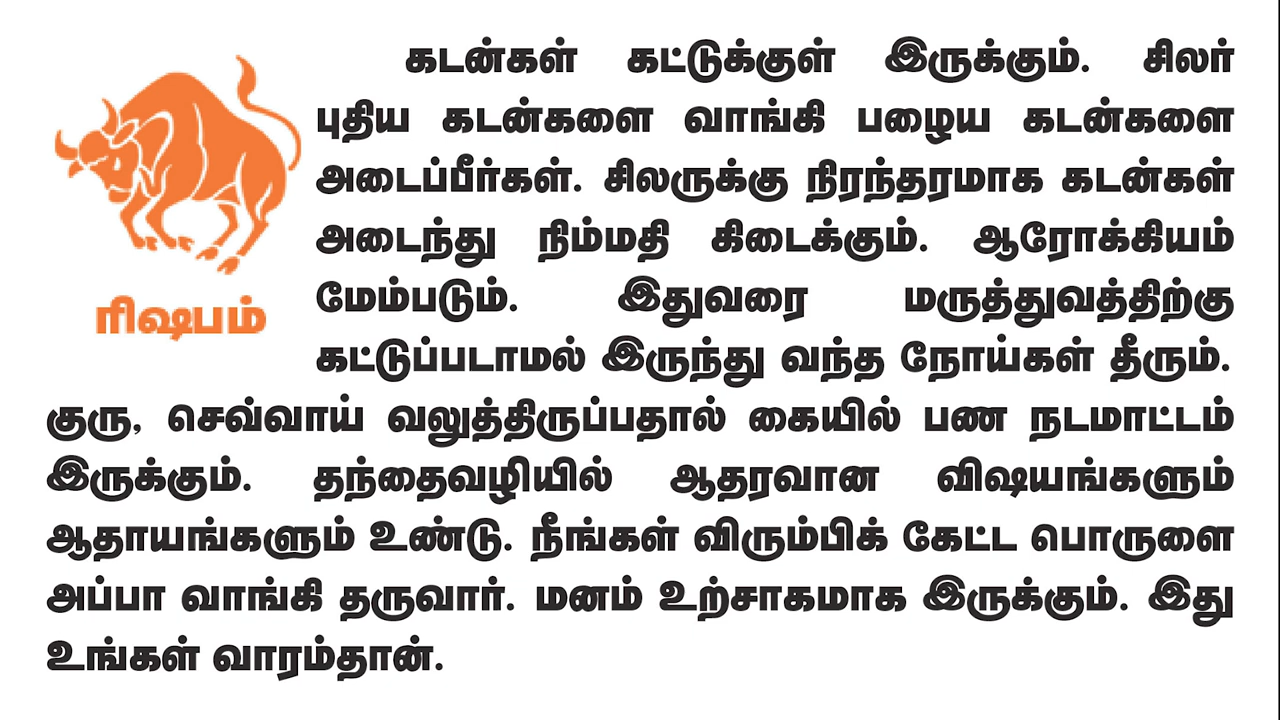 கடன்கள் கட்டுக்குள் இருக்கும். சிலர்
புதிய கடன்களை வாங்கி பழைய கடன்களை
அடைப்பீர்கள். சிலருக்கு நிரந்தரமாக கடன்கள்
அடைந்து நிம்மதி கிடைக்கும். ஆரோக்கியம்
மேம்படும். இதுவரை மருத்துவத்திற்கு
ரிஷபம்
கட்டுப்படாமல் இருந்து வந்த நோய்கள் தீரும்.
குரு, செவ்வாய் வலுத்திருப்பதால் கையில் பண நடமாட்டம்
இருக்கும். தந்தைவழியில் ஆதரவான விஷயங்களும்
ஆதாயங்களும் உண்டு. நீங்கள் விரும்பிக் கேட்ட பொருளை
அப்பா வாங்கி தருவார். மனம் உற்சாகமாக இருக்கும். இது
உங்கள் வாரம்தான்.